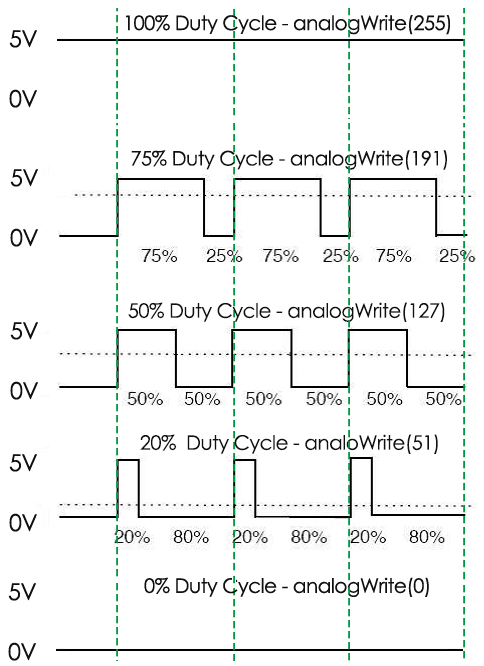 100% Duty Cycle - analogWrite(255)
5V
0V
75% Duty Cycle - analogWrite(191)
5V
0V
75% 25% 75% 25% 75% 25%
50% Duty Cycle - analogWrite(127)
5V
0V
50% 50% 50% 50% 50% 50%
20% Duty Cycle - analoWrite(51)
5V
0V
20% 80% 20% 80% 20% 80%
0% Duty Cycle - analogWrite(0)
5V
0V